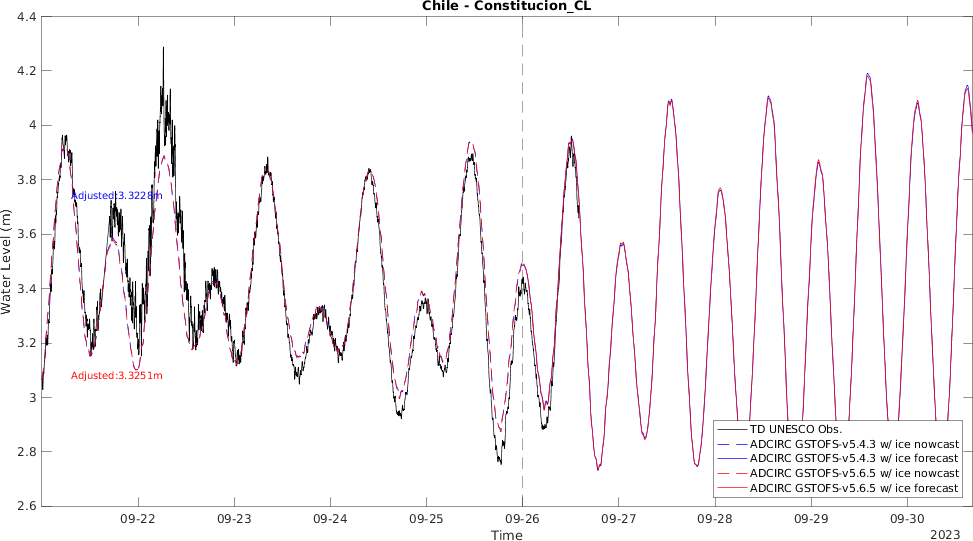 Chile - Constitucion_CL
4.4
4.2
4
3.8
3.6
3.4
3.2
3
2.8
2.6
Water Level (m)
Adjusted:3.3228m
Adjusted:3.3251m
TD UNESCO Obs.
ADCIRC GSTOFS-v5.4.3 w/ ice nowcast
ADCIRC GSTOFS-v5.4.3 w/ ice forecast
ADCIRC GSTOFS-v5.6.5 w/ ice nowcast
ADCIRC GSTOFS-v5.6.5 w/ ice forecast
09-22 09-23 09-24 09-25 09-26 09-27 09-28 09-29 09-30
Time
2023